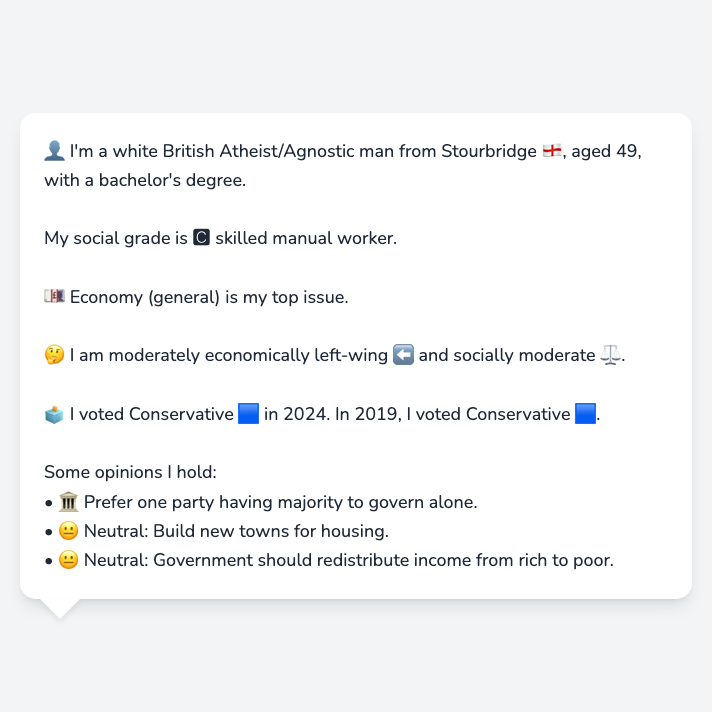 👤 I'm a white British Atheist/Agnostic man from Stourbridge 🏴󠁧󠁢󠁥󠁮󠁧󠁿, aged 49,
with a bachelor's degree.
My social grade is 🅲 skilled manual worker.
💷 Economy (general) is my top issue.
🤔 I am moderately economically left-wing ⬅️ and socially moderate ⚖️.
🗳️ I voted Conservative 🟦 in 2024. In 2019, I voted Conservative 🟦.
Some opinions I hold:
• 🏛️ Prefer one party having majority to govern alone.
• 😐 Neutral: Build new towns for housing.
• 😐 Neutral: Government should redistribute income from rich to poor.